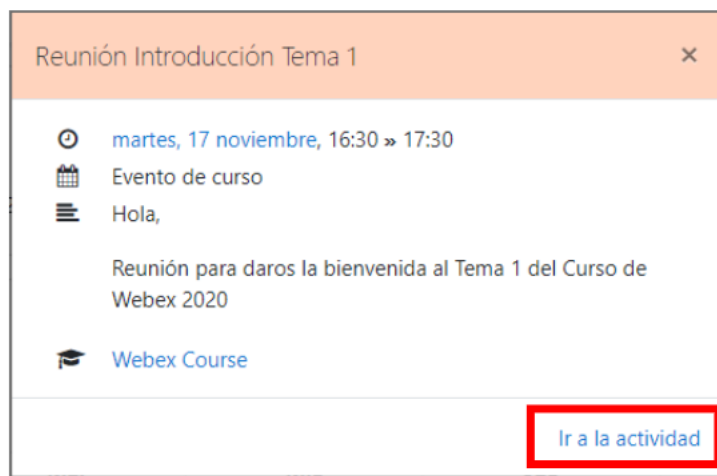 Reunión Introducción Tema 1
×
martes, 17 noviembre, 16:30 » 17:30
Evento de curso
Hola,
Reunión para daros la bienvenida al Tema 1 del Curso de
Webex 2020
Webex Course
Ir a la actividad